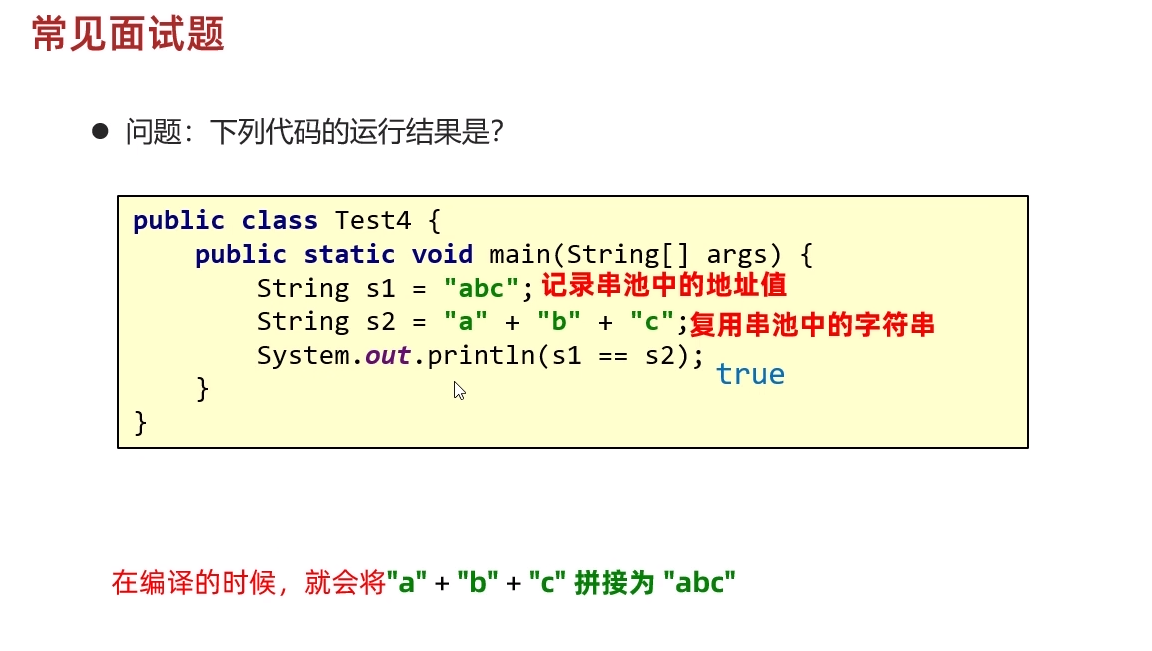 常见面试题
● 问题：下列代码的运行结果是？
public class Test4 {
    public static void main(String[] args) {
        String s1 = "abc"; 记录串池中的地址值
        String s2 = "a" + "b" + "c"; 复用串池中的字符串
        System.out.println(s1 == s2); true
    }
}
在编译的时候，就会将"a" + "b" + "c" 拼接为 "abc"